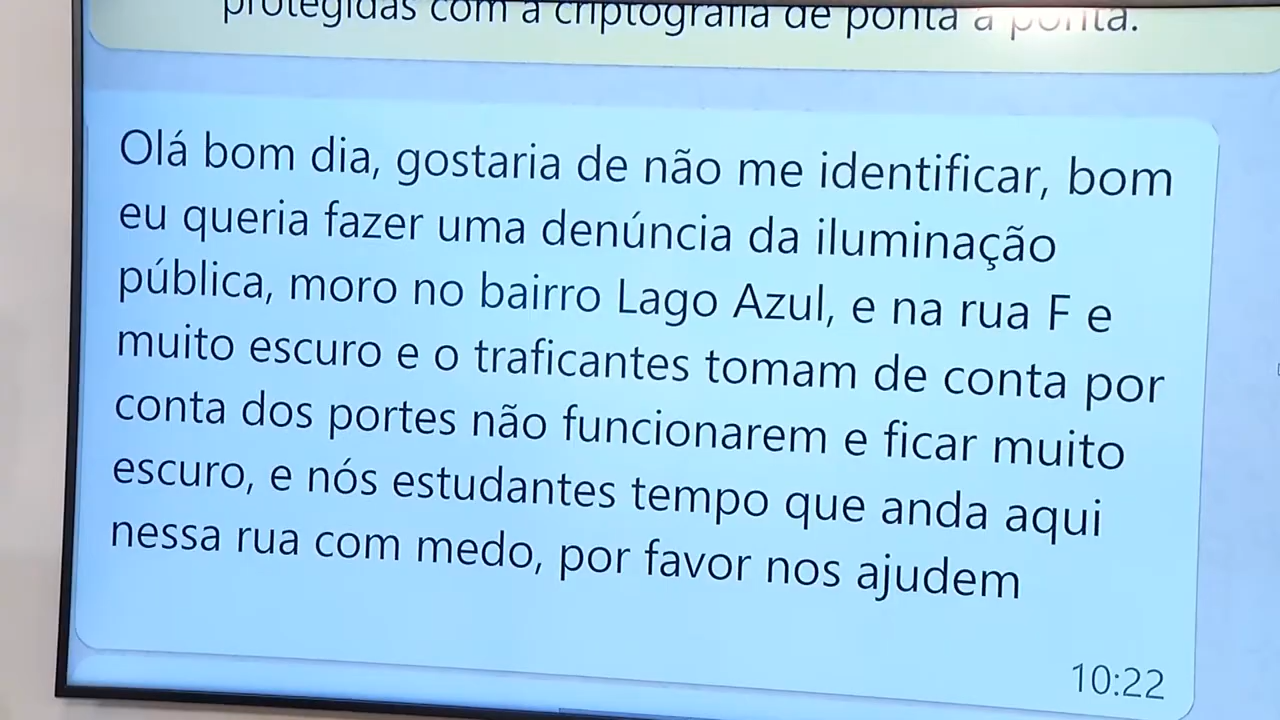 protegidas com a criptografia de ponta a ponta.
Olá bom dia, gostaria de não me identificar, bom
eu queria fazer uma denúncia da iluminação
pública, moro no bairro Lago Azul, e na rua F e
muito escuro e o traficantes tomam de conta por
conta dos portes não funcionarem e ficar muito
escuro, e nós estudantes tempo que anda aqui
nessa rua com medo, por favor nos ajudem
10:22